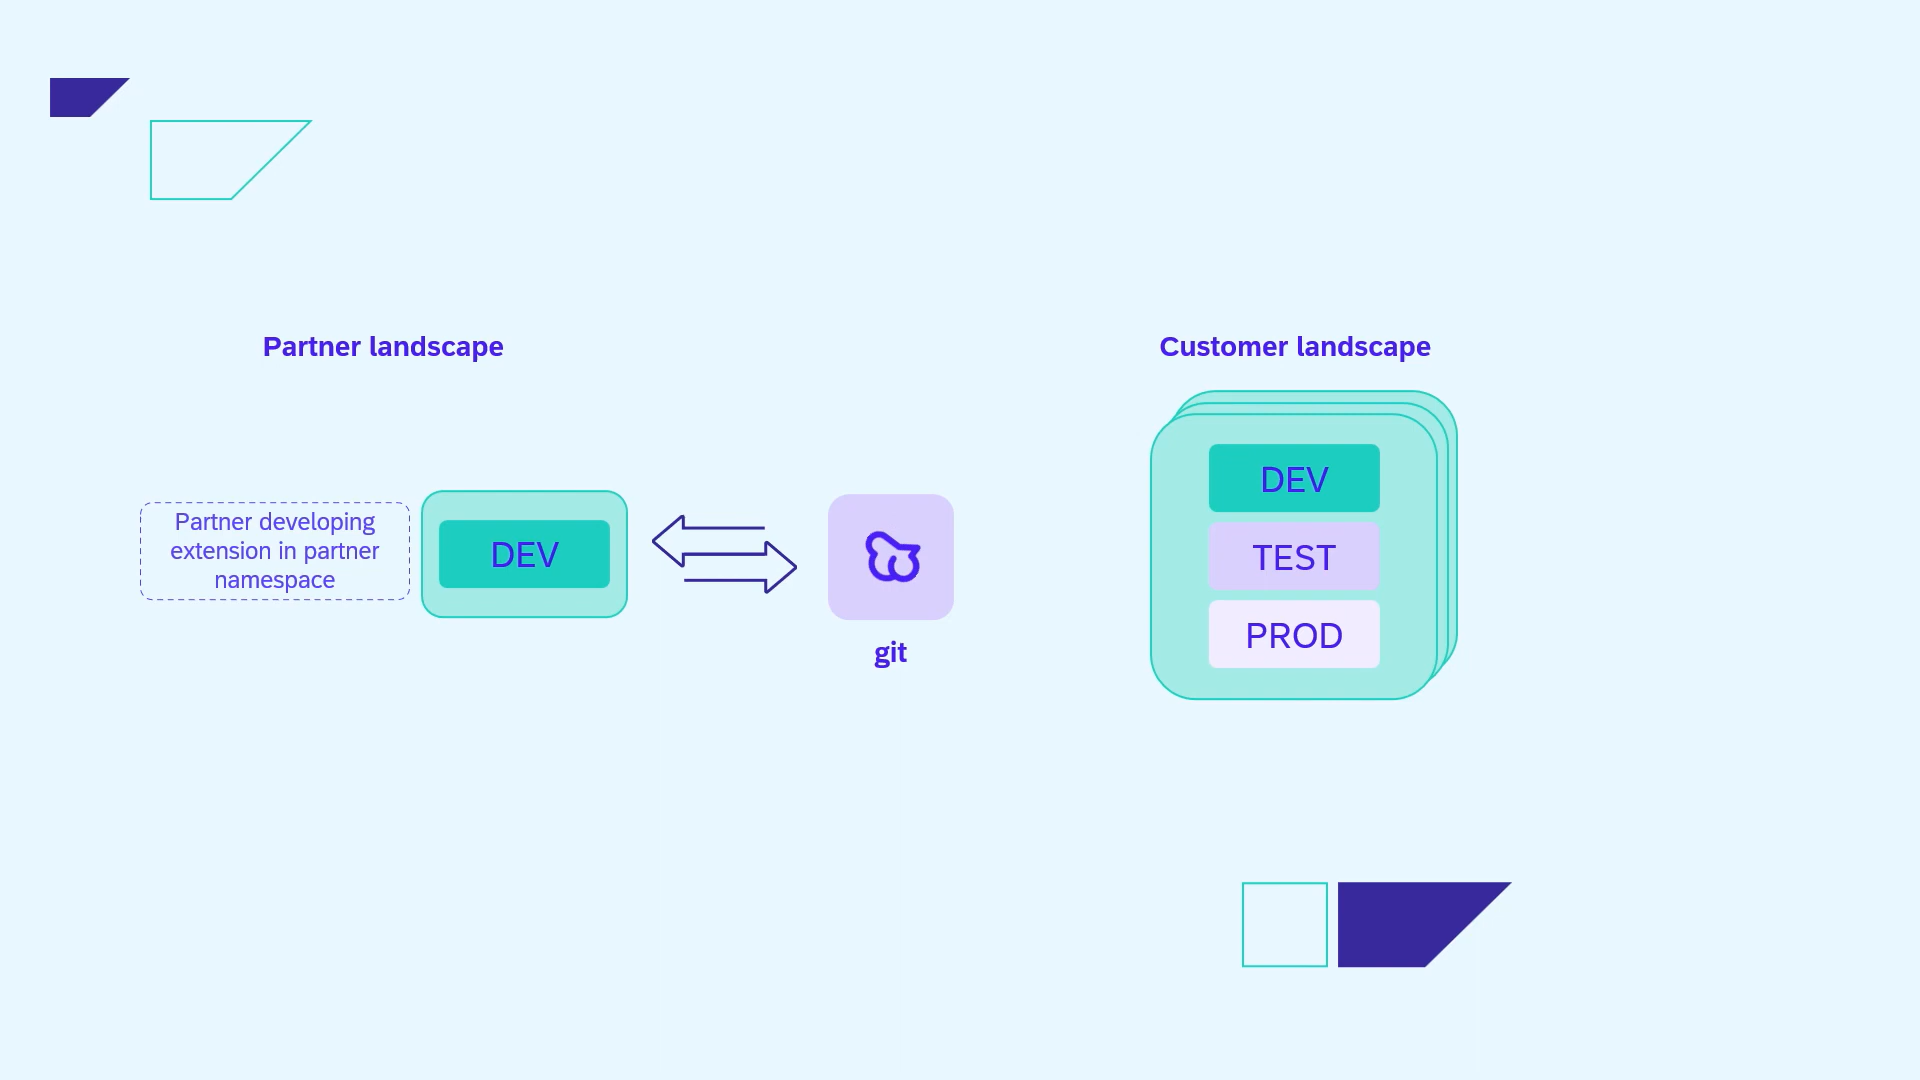 Partner landscape
Customer landscape
Partner developing
extension in partner
namespace
DEV
git
DEV
TEST
PROD